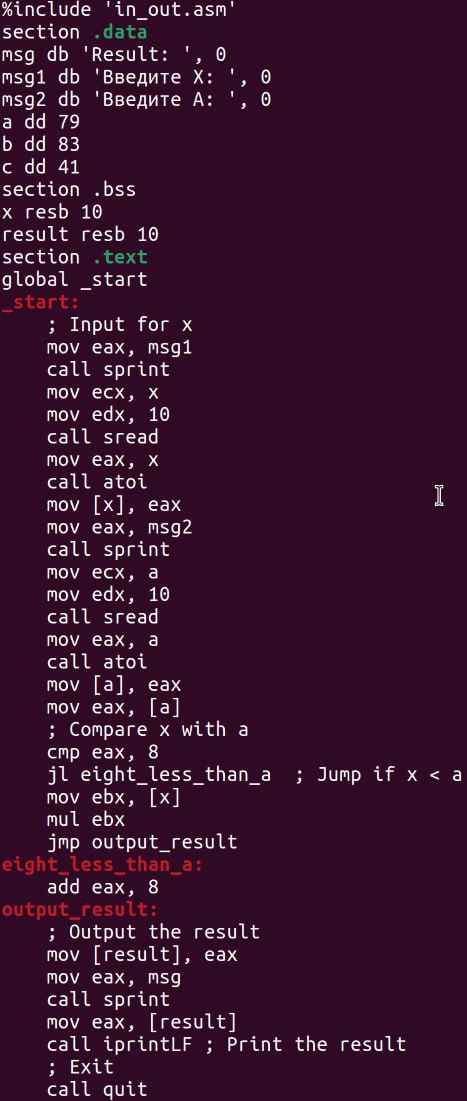 %include 'in_out.asm'
section .data
msg db 'Result: ', 0
msg1 db 'Введите X: ', 0
msg2 db 'Введите A: ', 0
a dd 79
b dd 83
c dd 41
section .bss
x resb 10
result resb 10
section .text
global _start
_start:
    ; Input for x
    mov eax, msg1
    call sprint
    mov ecx, x
    mov edx, 10
    call sread
    mov eax, x
    call atoi
    mov [x], eax
    mov eax, msg2
    call sprint
    mov ecx, a
    mov edx, 10
    call sread
    mov eax, a
    call atoi
    mov [a], eax
    mov eax, [a]
    ; Compare x with a
    cmp eax, 8
    jl eight_less_than_a  ; Jump if x < a
    mov ebx, [x]
    mul ebx
    jmp output_result
eight_less_than_a:
    add eax, 8
output_result:
    ; Output the result
    mov [result], eax
    mov eax, msg
    call sprint
    mov eax, [result]
    call iprintLF ; Print the result
    ; Exit
    call quit